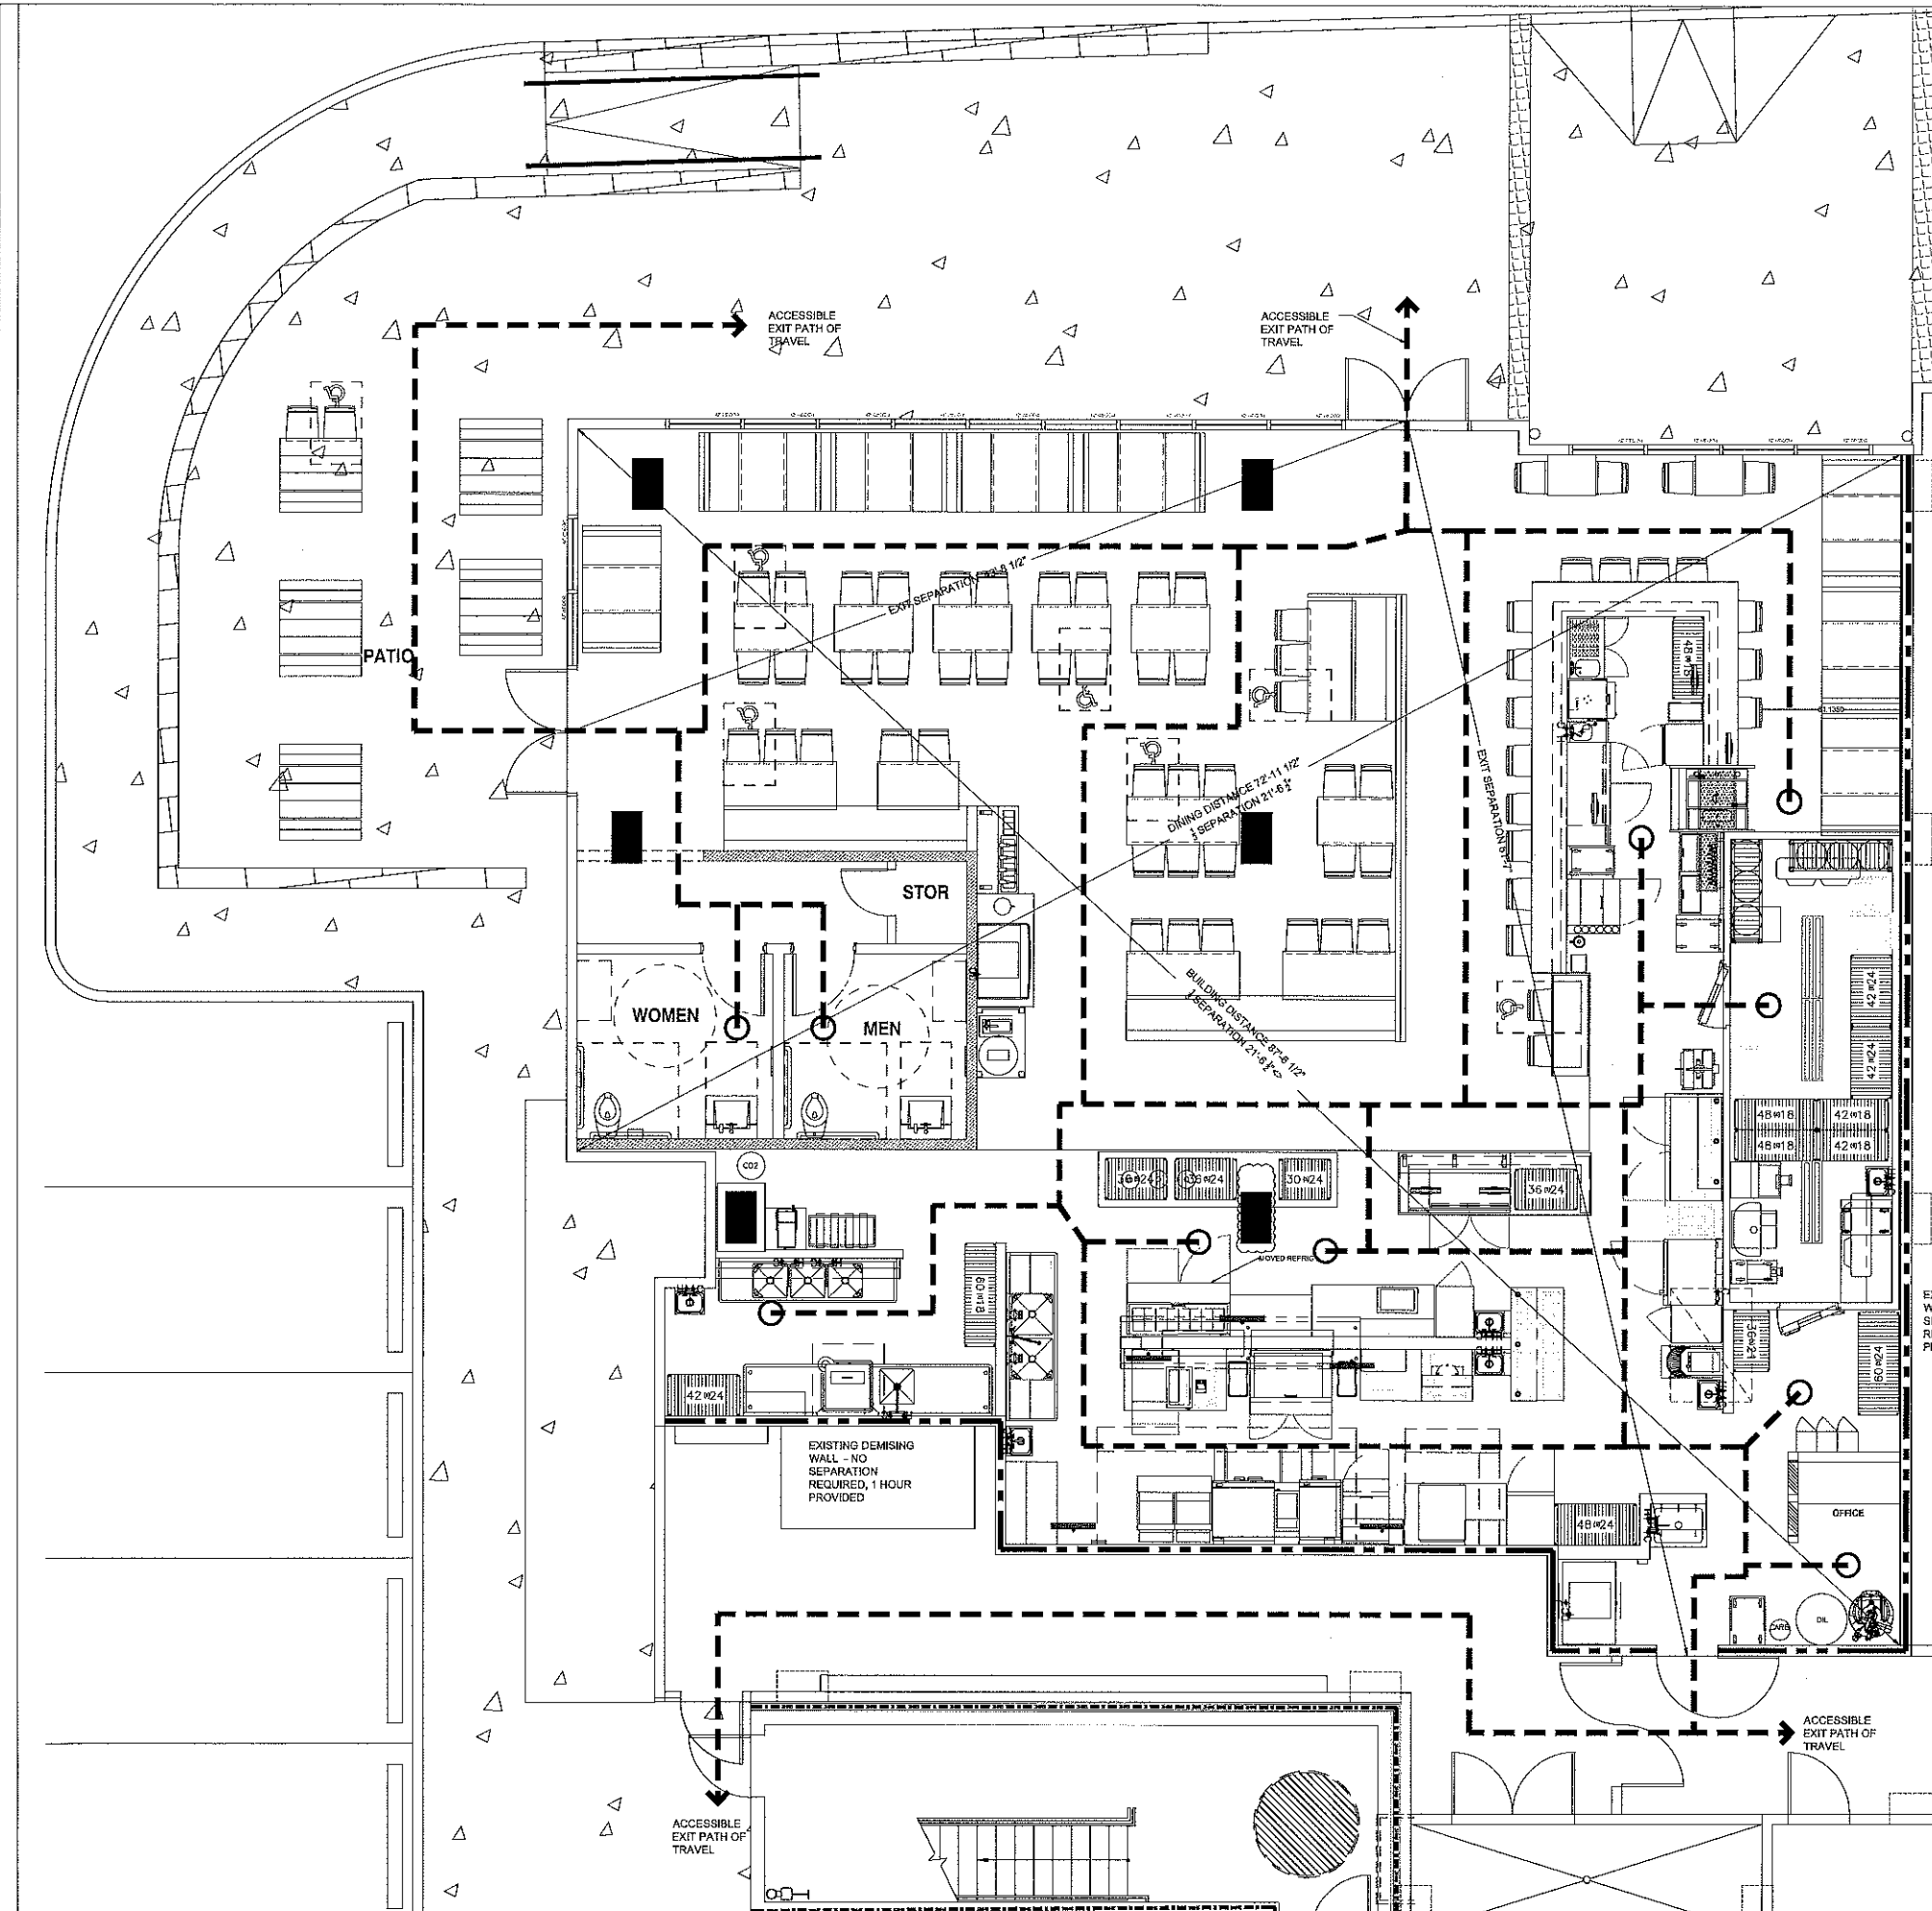 ACCESSIBLE
EXIT PATH OF
TRAVEL
ACCESSIBLE
EXIT PATH OF
TRAVEL
PATIO
EXIT SEPARATION
48x18
DINING DISTANCE 72'-11 1/2"
SEPARATION 21'-6
EXIT SEPARATION
STOR
WOMEN
MEN
BUILDING DISTANCE 87'-6 1/2"
SEPARATION 21'-6
42x24
42x24
48x18
42x18
48x18
42x18
CO2
36x24
36x24
30x24
36x24
MOVED REFRIG
60x18
36x24
60x24
42x24
EXISTING DEMISING
WALL - NO
SEPARATION
REQUIRED, 1 HOUR
PROVIDED
48x24
OFFICE
CARB
OIL
ACCESSIBLE
EXIT PATH OF
TRAVEL
ACCESSIBLE
EXIT PATH OF
TRAVEL